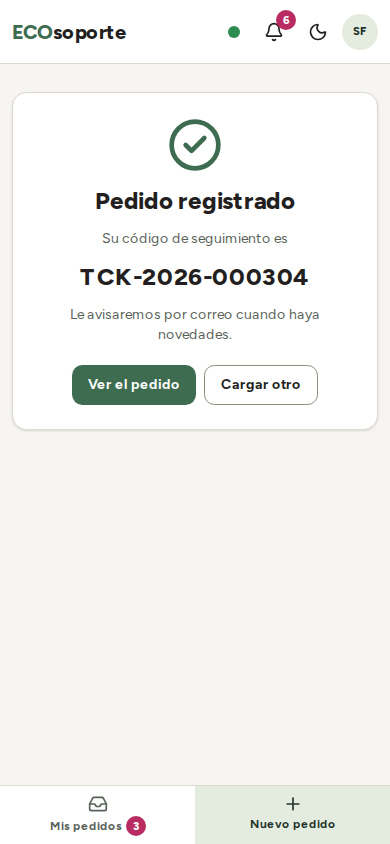 ECOsoporte
6
SF
Pedido registrado
Su código de seguimiento es
TCK-2026-000304
Le avisaremos por correo cuando haya
novedades.
Ver el pedido
Cargar otro
Mis pedidos 3
Nuevo pedido